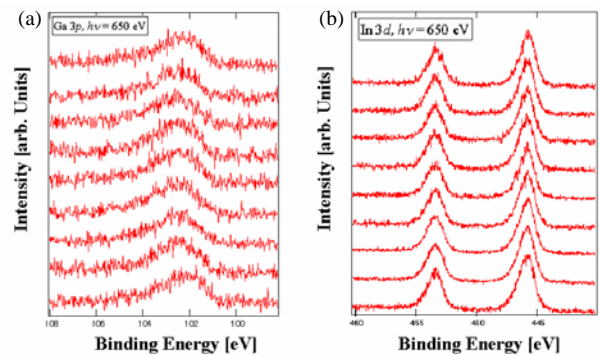 (a)
Ga 3p, hν = 650 eV
Intensity [arb. Units]
108 106 104 102 100
Binding Energy [eV]
(b)
In 3d, hν = 650 eV
Intensity [arb. Units]
460 455 450 445
Binding Energy [eV]